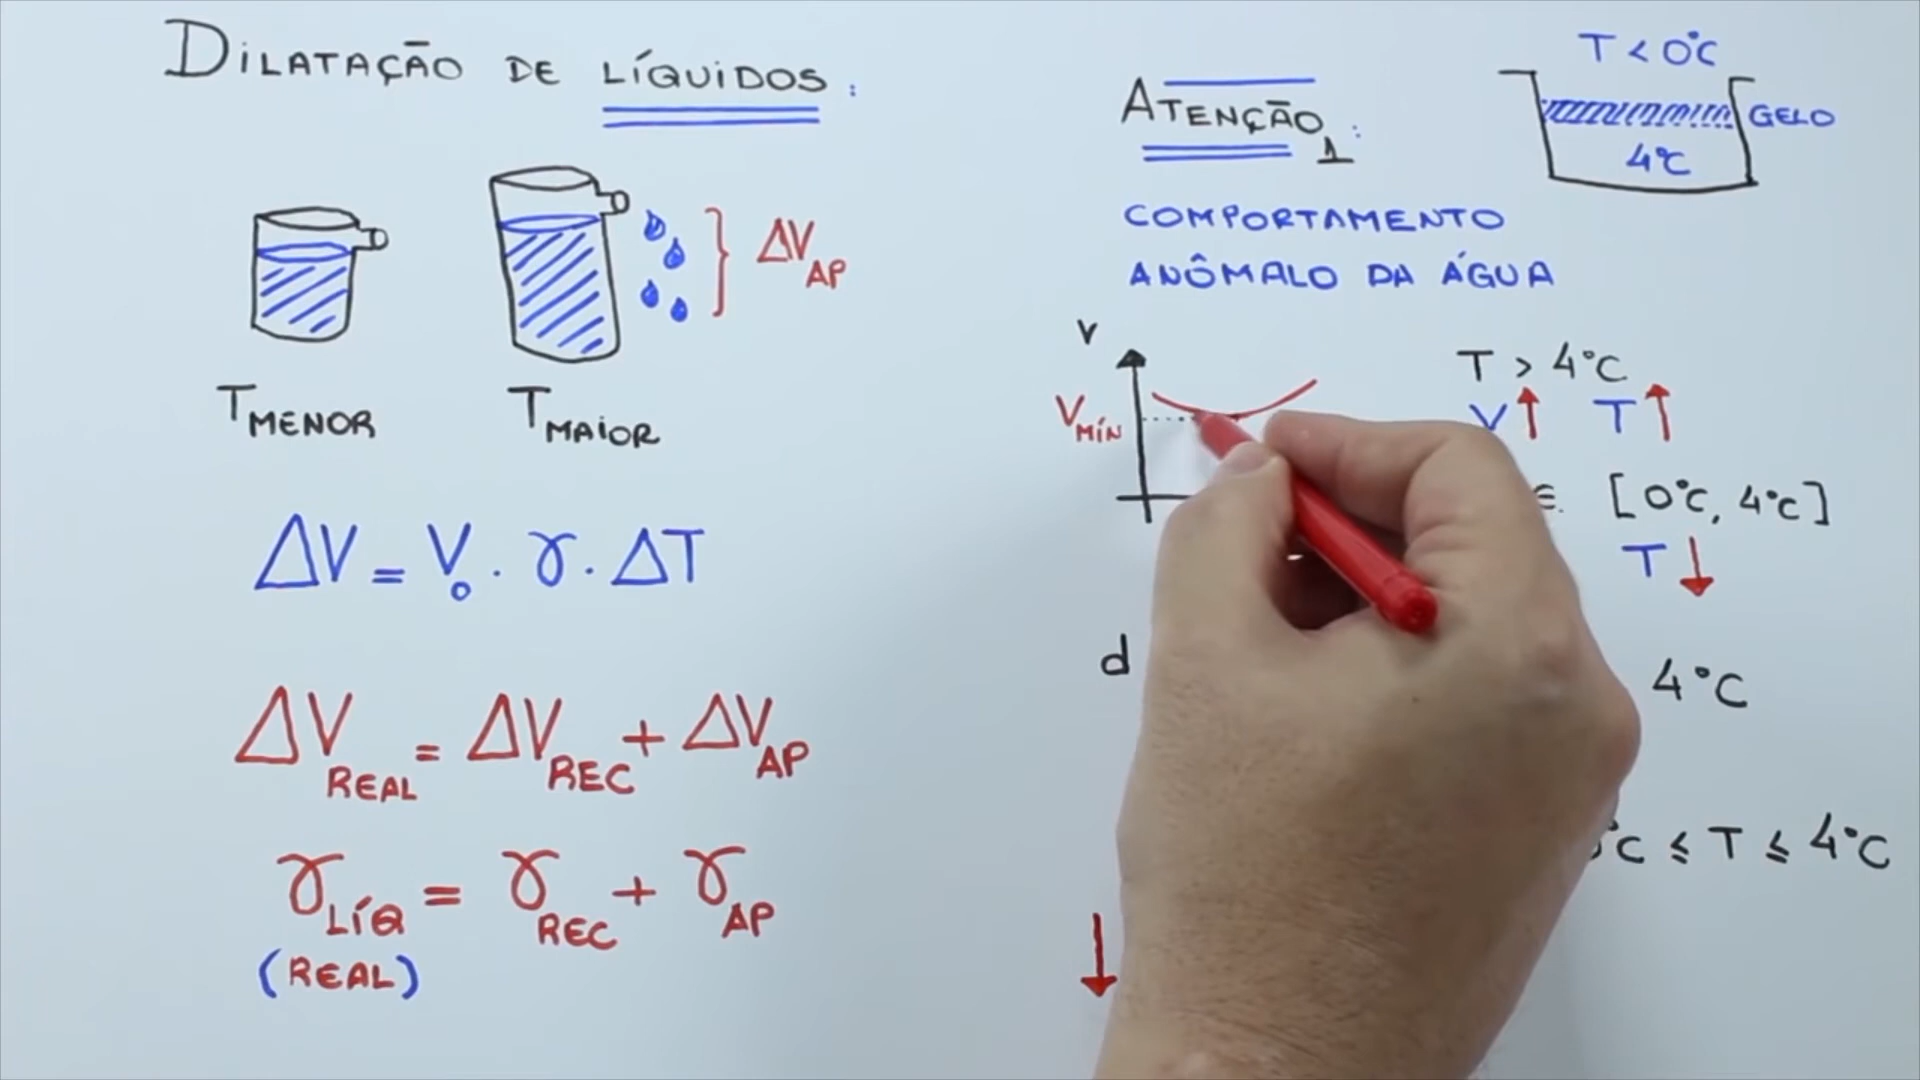 DILATAÇÃO DE LÍQUIDOS:
ΔV AP
T MENOR
T MAIOR
ΔV = V₀ . γ . ΔT
ΔV REAL = ΔV REC + ΔV AP
γ LÍQ = γ REC + γ AP
(REAL)
ATENÇÃO 1:
T < 0°C
GELO
4°C
COMPORTAMENTO
ANÔMALO DA ÁGUA
V
V MÍN
T > 4°C
V↑ T↑
[0°C, 4°C]
T↓
d
4°C
°C ≤ T ≤ 4°C
↓